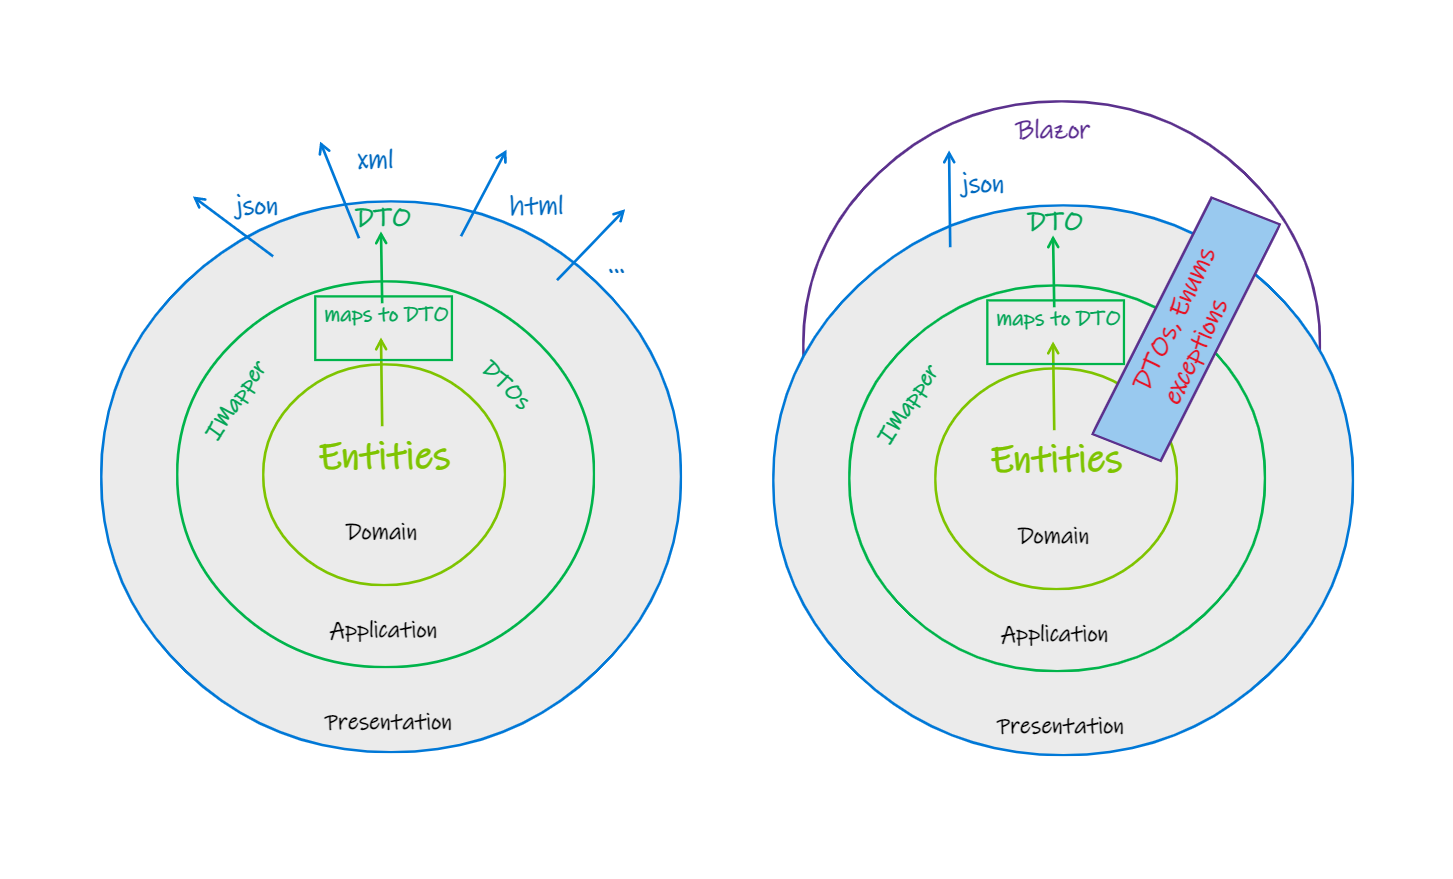 xml
json
html
DTO
...
maps to DTO
IMapper
DTOs
Entities
Domain
Application
Presentation
Blazor
json
DTO
DTOs, Enums
exceptions
maps to DTO
IMapper
Entities
Domain
Application
Presentation